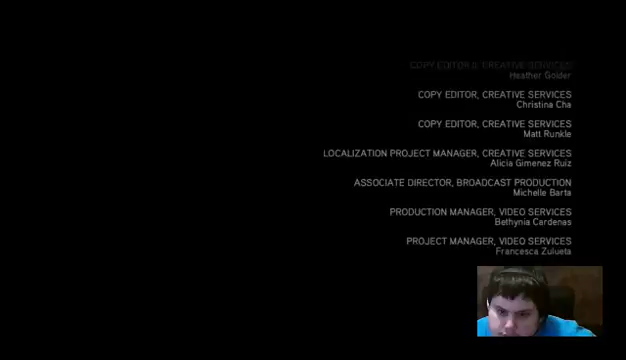 COPY EDITOR II, CREATIVE SERVICES
Heather Golder
COPY EDITOR, CREATIVE SERVICES
Christina Cha
COPY EDITOR, CREATIVE SERVICES
Matt Runkle
LOCALIZATION PROJECT MANAGER, CREATIVE SERVICES
Alicia Gimenez Ruiz
ASSOCIATE DIRECTOR, BROADCAST PRODUCTION
Michelle Barta
PRODUCTION MANAGER, VIDEO SERVICES
Bethynia Cardenas
PROJECT MANAGER, VIDEO SERVICES
Francesca Zulueta